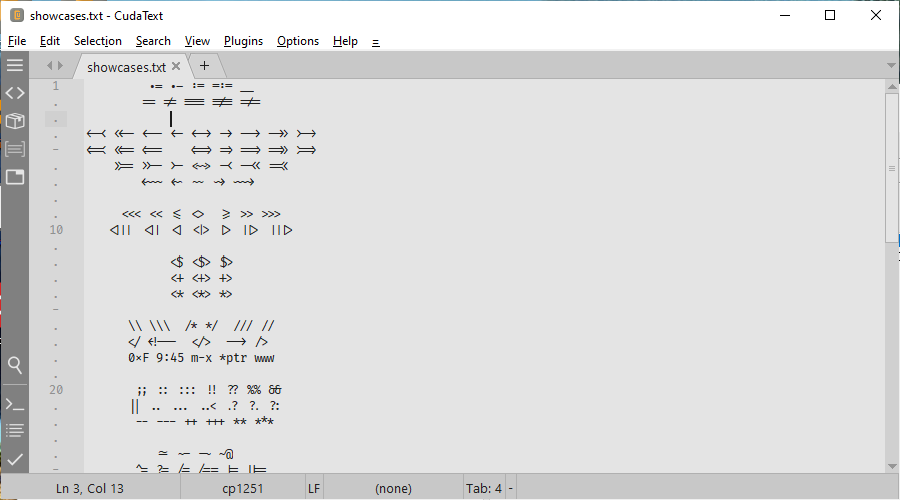 showcases.txt - CudaText
File Edit Selection Search View Plugins Options Help ≡
showcases.txt × +
1 := :- != =:= __
== ≠ === =/= ≠
<-< <<- <-- <- <-> -> --> ->> >->
<=< <<= <== <=> => ==> =>> >=>
>>= >>- >- <~> -< -<< =<<
<~~ <~ ~~ ~> ~~>
<<< << ≤ <> ≥ >> >>>
10 ◁|| ◁| ◁ <|> ▷ |▷ ||▷
<$ <$> $>
<+ <+> +>
<* <*> *>
\\ \\\ /* */ /// //
</ <!-- </> --> />
0×F 9:45 m-x *ptr www
20 ;; :: ::: !! ?? %% &&
|| .. ... ..< .? ?. ?:
-- --- ++ +++ ** ***
≃ ~- -~ ~@
^= ?= /= /== |= ||=
Ln 3, Col 13 cp1251 LF (none) Tab: 4 -